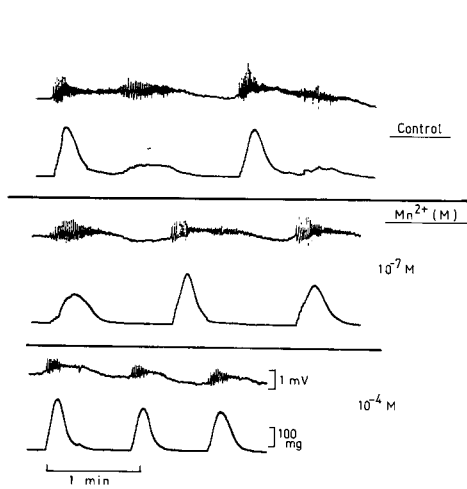 Control
Mn²⁺ (M)
10⁻⁷ M
1 mV
10⁻⁴ M
100
mg
1 min